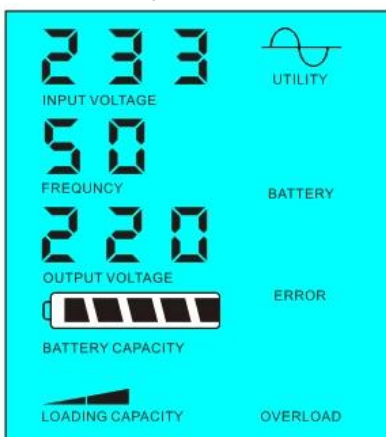 233
INPUT VOLTAGE
UTILITY
50
FREQUNCY
BATTERY
220
OUTPUT VOLTAGE
ERROR
BATTERY CAPACITY
LOADING CAPACITY
OVERLOAD